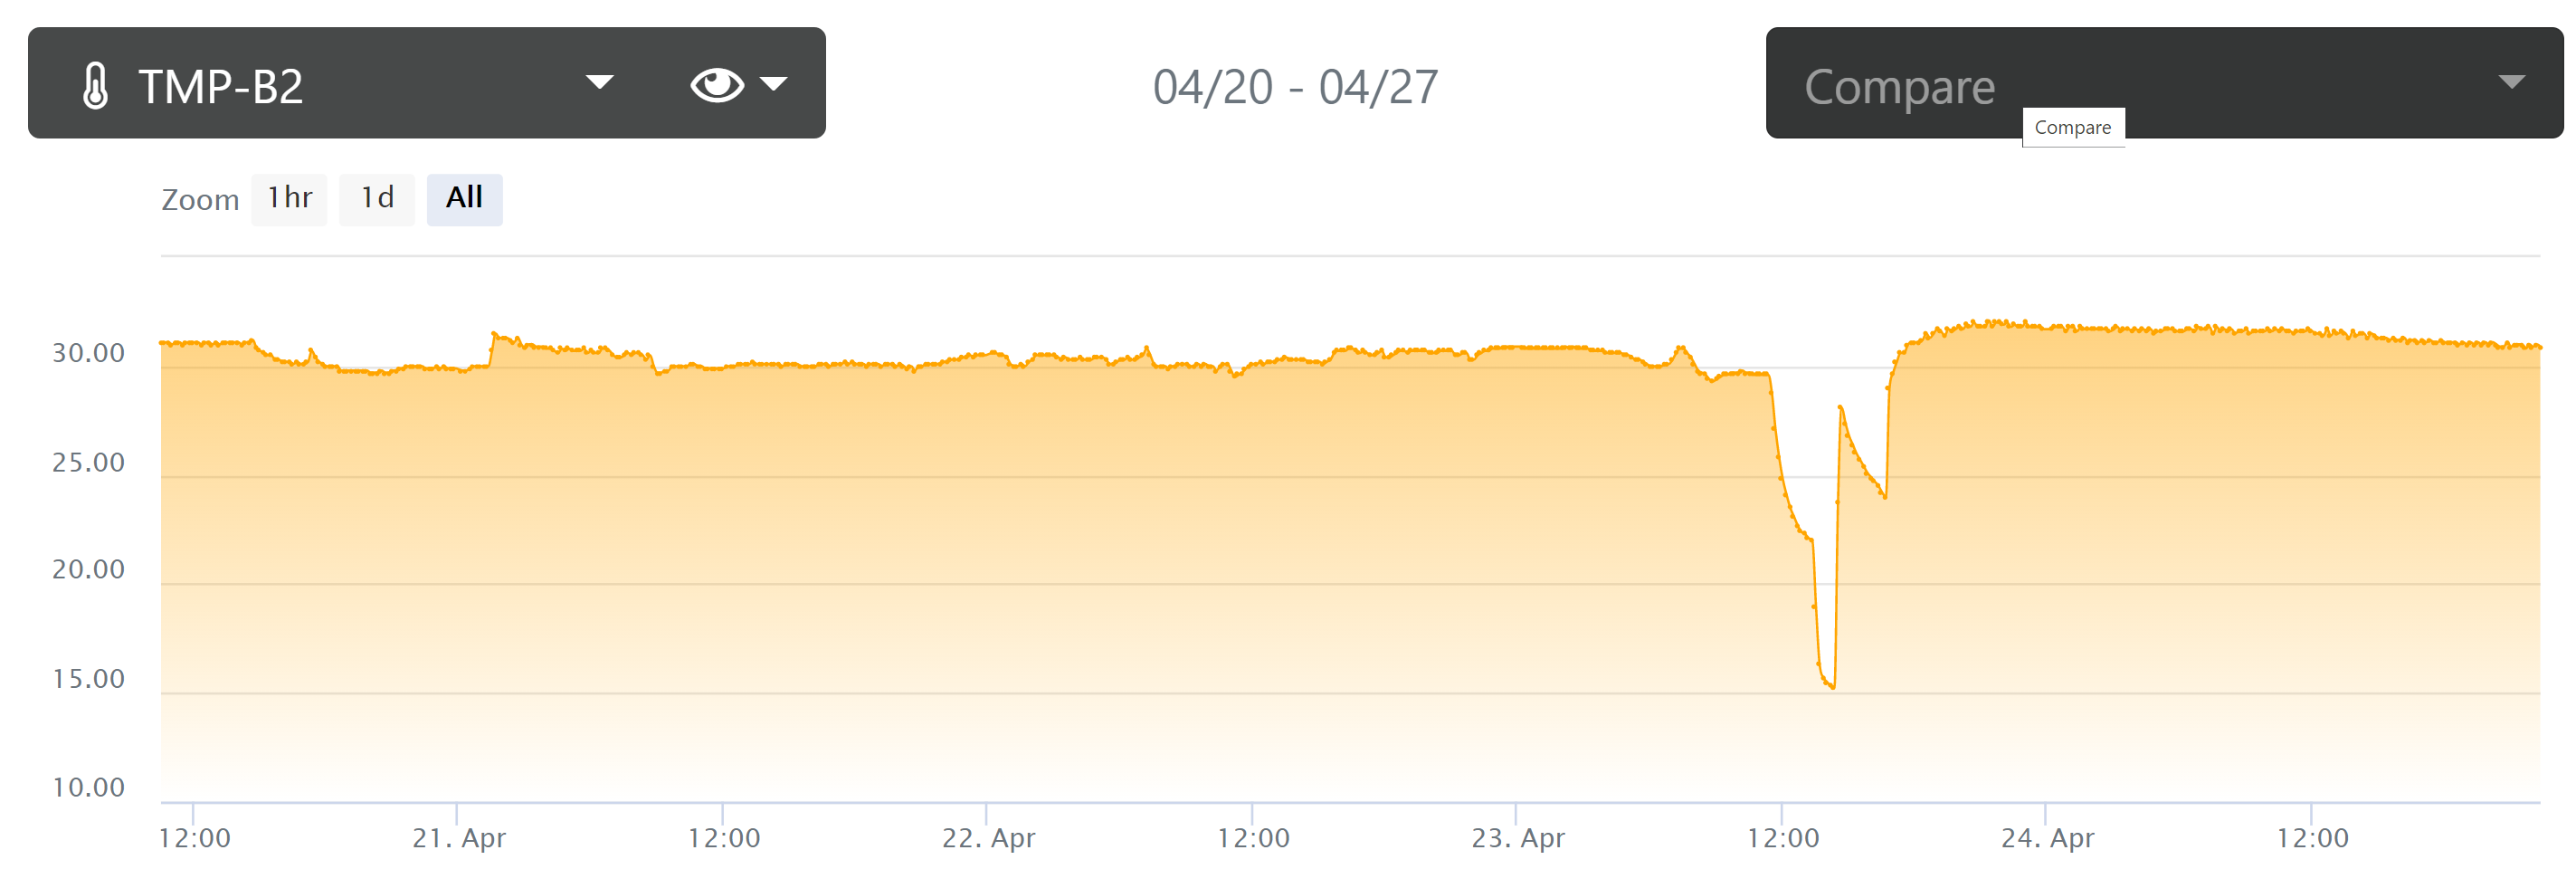 TMP-B2
04/20 - 04/27
Compare
Compare
Zoom 1hr 1d All
30.00
25.00
20.00
15.00
10.00
12:00 21. Apr 12:00 22. Apr 12:00 23. Apr 12:00 24. Apr 12:00